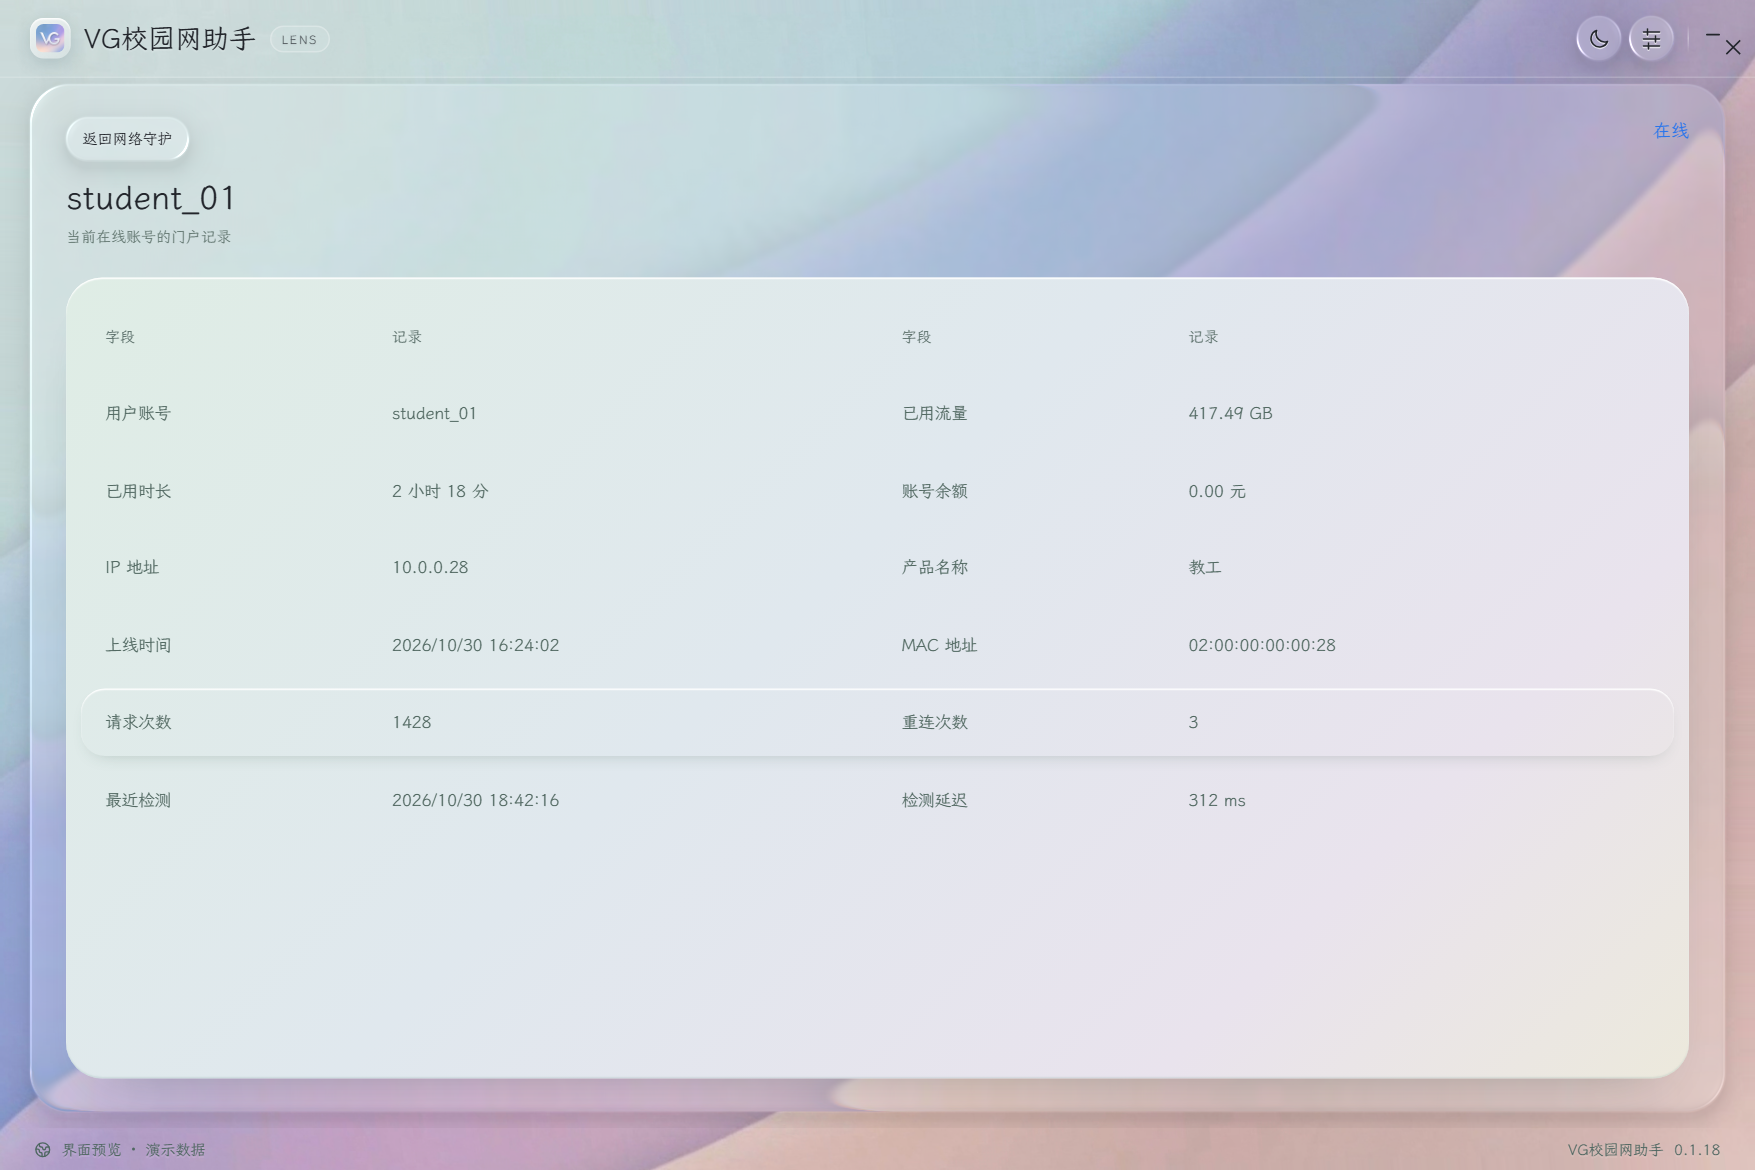 VG VG校园网助手 LENS
返回网络守护
在线
student_01
当前在线账号的门户记录
字段 记录 字段 记录
用户账号 student_01 已用流量 417.49 GB
已用时长 2 小时 18 分 账号余额 0.00 元
IP 地址 10.0.0.28 产品名称 教工
上线时间 2026/10/30 16:24:02 MAC 地址 02:00:00:00:00:28
请求次数 1428 重连次数 3
最近检测 2026/10/30 18:42:16 检测延迟 312 ms
界面预览 · 演示数据 VG校园网助手 0.1.18